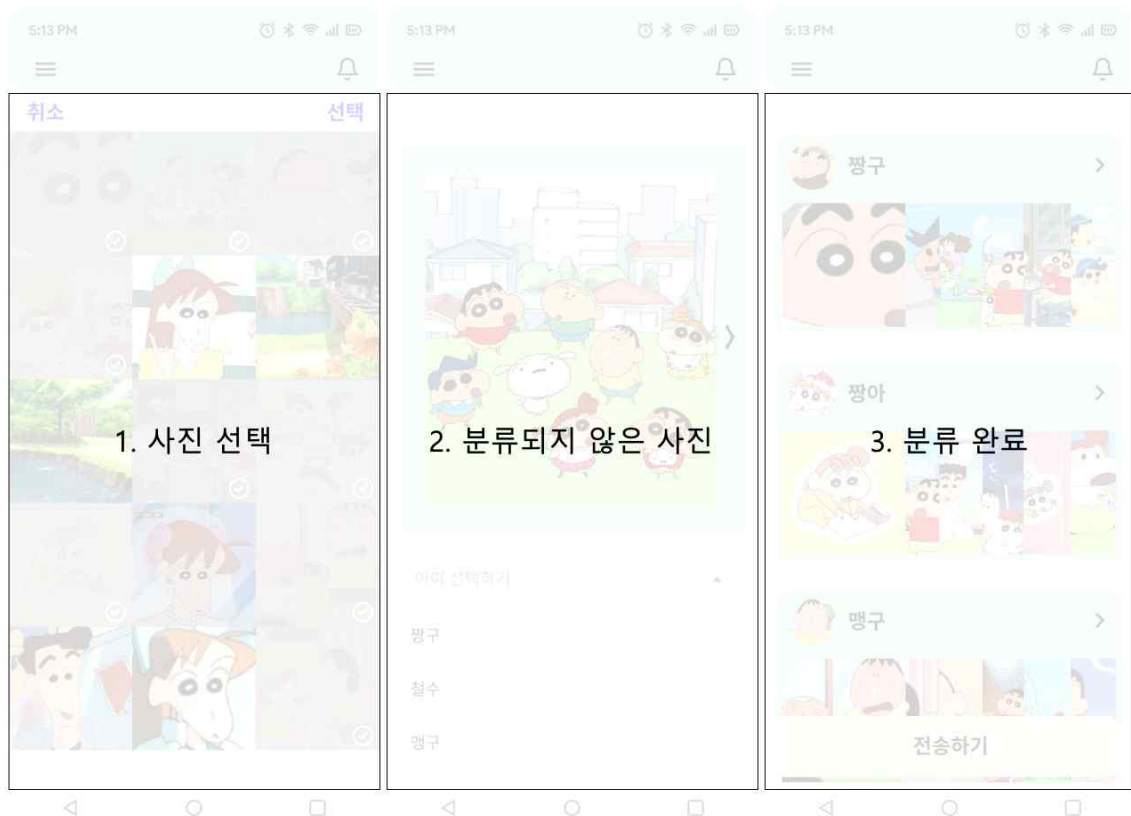 5:13 PM
취소 선택
1. 사진 선택
5:13 PM
2. 분류되지 않은 사진
아이 선택하기
짱구
철수
맹구
5:13 PM
짱구
짱아
3. 분류 완료
맹구
전송하기